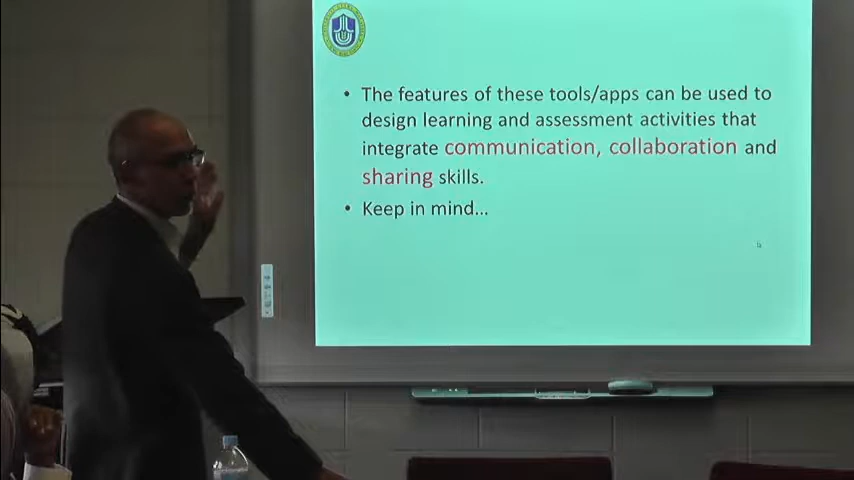 • The features of these tools/apps can be used to
design learning and assessment activities that
integrate communication, collaboration and
sharing skills.
• Keep in mind...